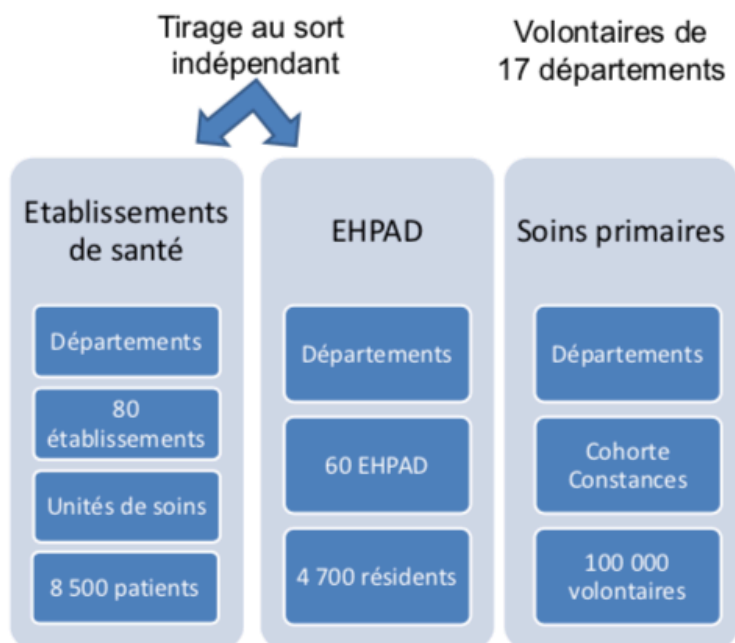 Tirage au sort
indépendant
Volontaires de
17 départements
Etablissements
de santé
Départements
80
établissements
Unités de soins
8 500 patients
EHPAD
Départements
60 EHPAD
4 700 résidents
Soins primaires
Départements
Cohorte
Constances
100 000
volontaires